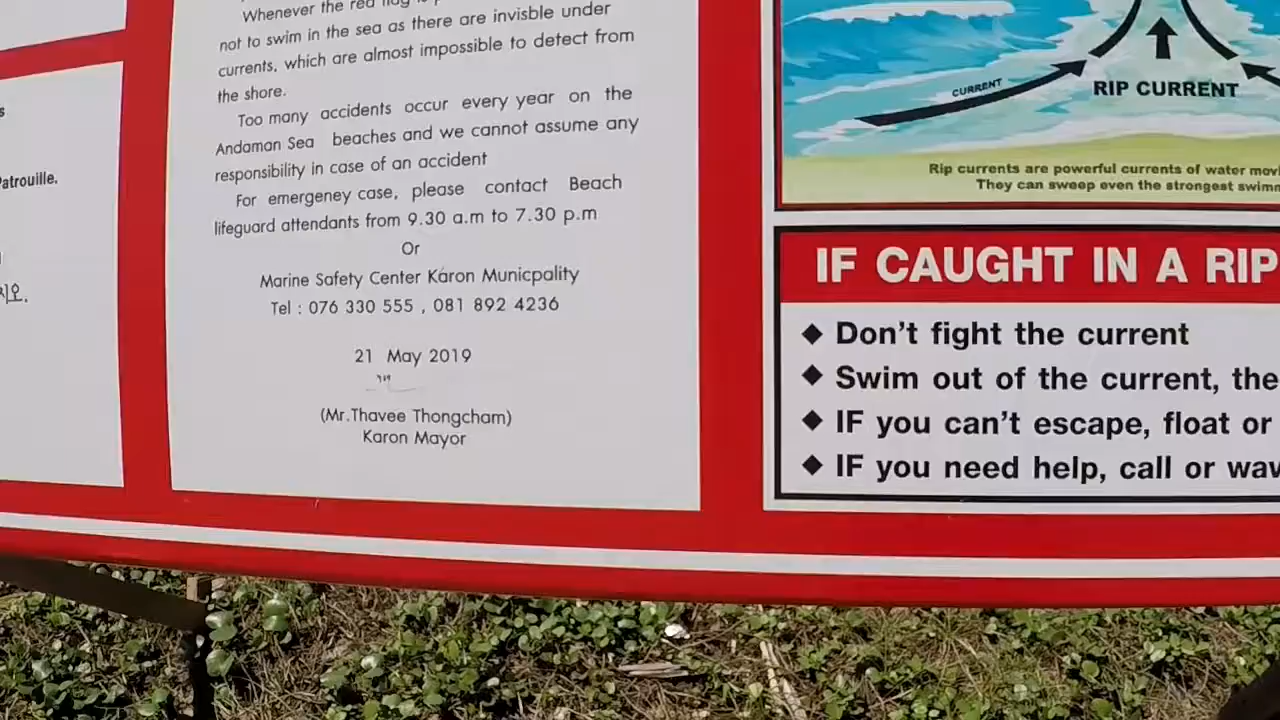 Patrouille.
Whenever the red flag is
not to swim in the sea as there are invisble under
currents, which are almost impossible to detect from
the shore.
Too many accidents occur every year on the
Andaman Sea beaches and we cannot assume any
responsibility in case of an accident
For emergeney case, please contact Beach
lifeguard attendants from 9.30 a.m to 7.30 p.m
Or
Marine Safety Center Karon Municpality
Tel : 076 330 555 , 081 892 4236
21 May 2019
(Mr.Thavee Thongcham)
Karon Mayor
CURRENT
RIP CURRENT
Rip currents are powerful currents of water
They can sweep even the strongest
IF CAUGHT IN A RIP
◆ Don't fight the current
◆ Swim out of the current,
◆ IF you can't escape, float or
◆ IF you need help, call or